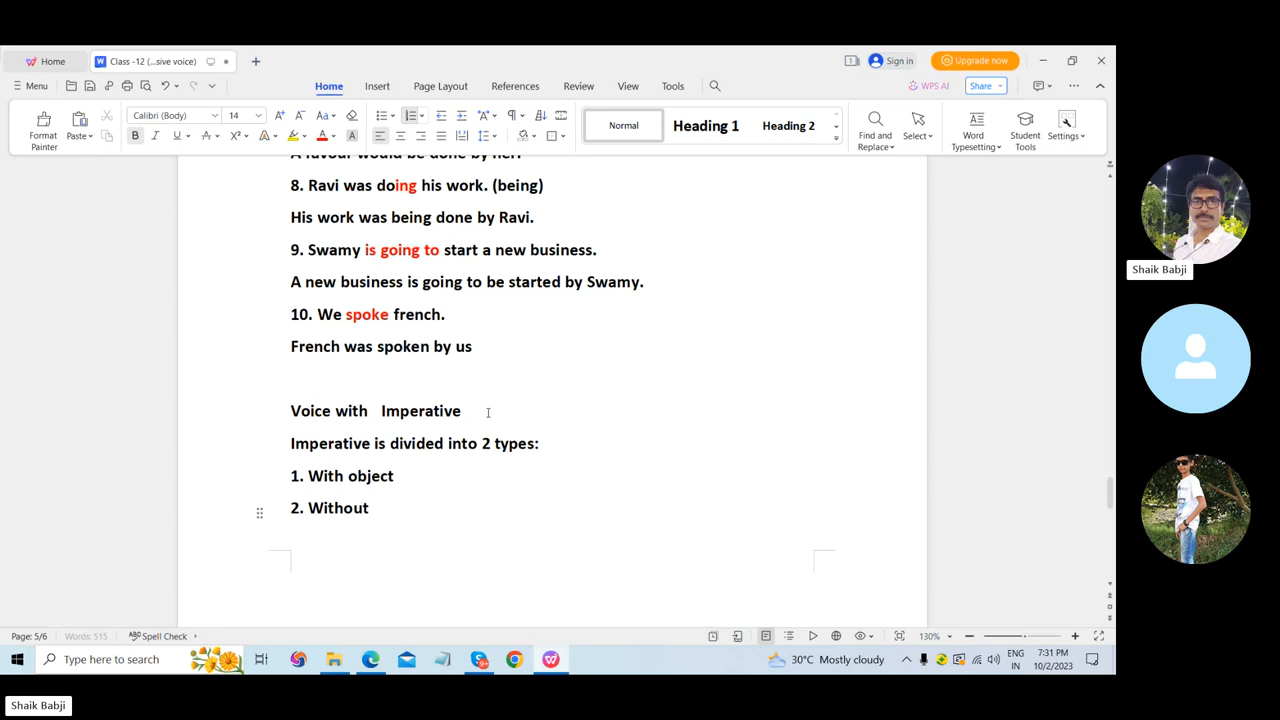 Home
Class -12 (...sive voice)
Sign in
Upgrade now
Menu
Home
Insert
Page Layout
References
Review
View
Tools
WPS AI
Share
Format Painter
Paste
Calibri (Body)
14
Normal
Heading 1
Heading 2
Find and Replace
Select
Word Typesetting
Student Tools
Settings
A favour would be done by her.
8. Ravi was doing his work. (being)
His work was being done by Ravi.
9. Swamy is going to start a new business.
A new business is going to be started by Swamy.
10. We spoke french.
French was spoken by us
Voice with Imperative
Imperative is divided into 2 types:
1. With object
2. Without
Shaik Babji
Page: 5/6
Words: 515
Spell Check
130%
Type here to search
30°C Mostly cloudy
ENG
IN
7:31 PM
10/2/2023
Shaik Babji